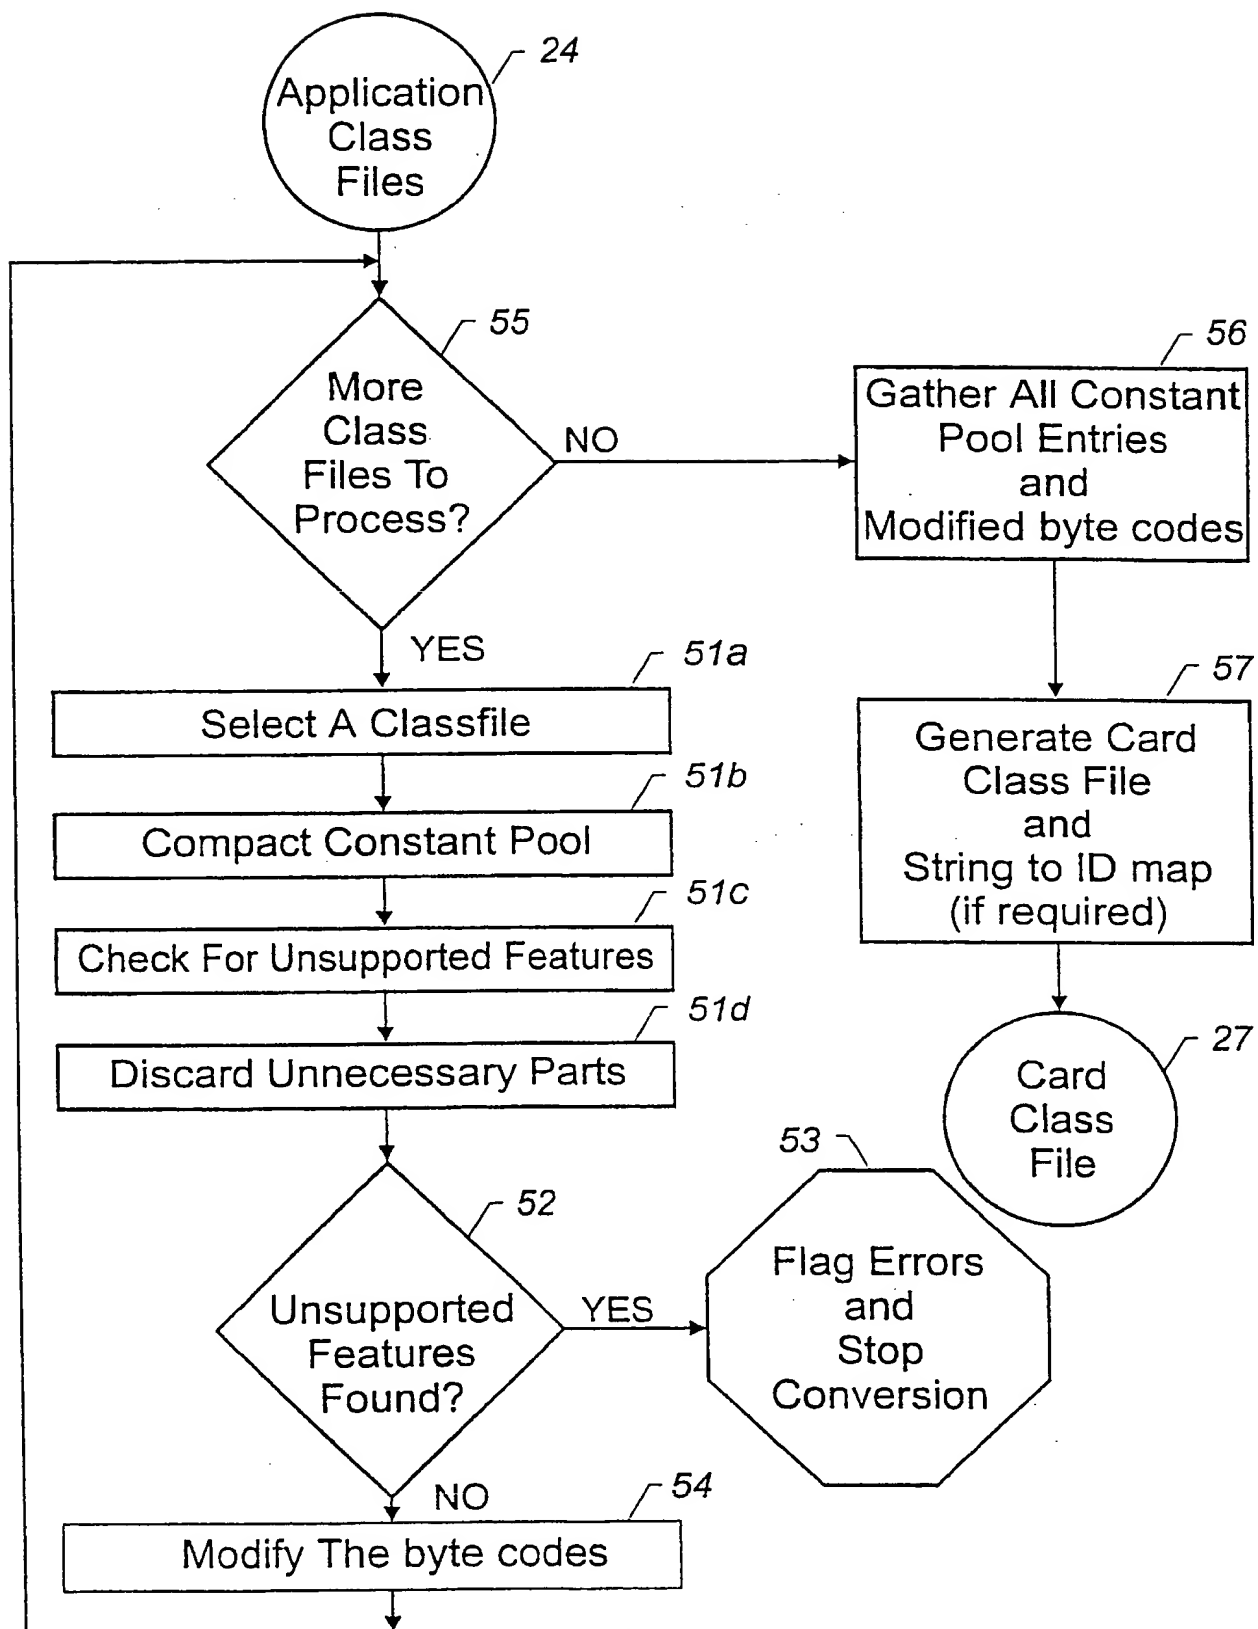 24
Application
Class
Files
55
More
Class
Files To
Process?
NO
56
Gather All Constant
Pool Entries
and
Modified byte codes
YES
51a
Select A Classfile
51b
Compact Constant Pool
51c
Check For Unsupported Features
51d
Discard Unnecessary Parts
57
Generate Card
Class File
and
String to ID map
(if required)
27
Card
Class
File
52
Unsupported
Features
Found?
YES
53
Flag Errors
and
Stop
Conversion
NO
54
Modify The byte codes